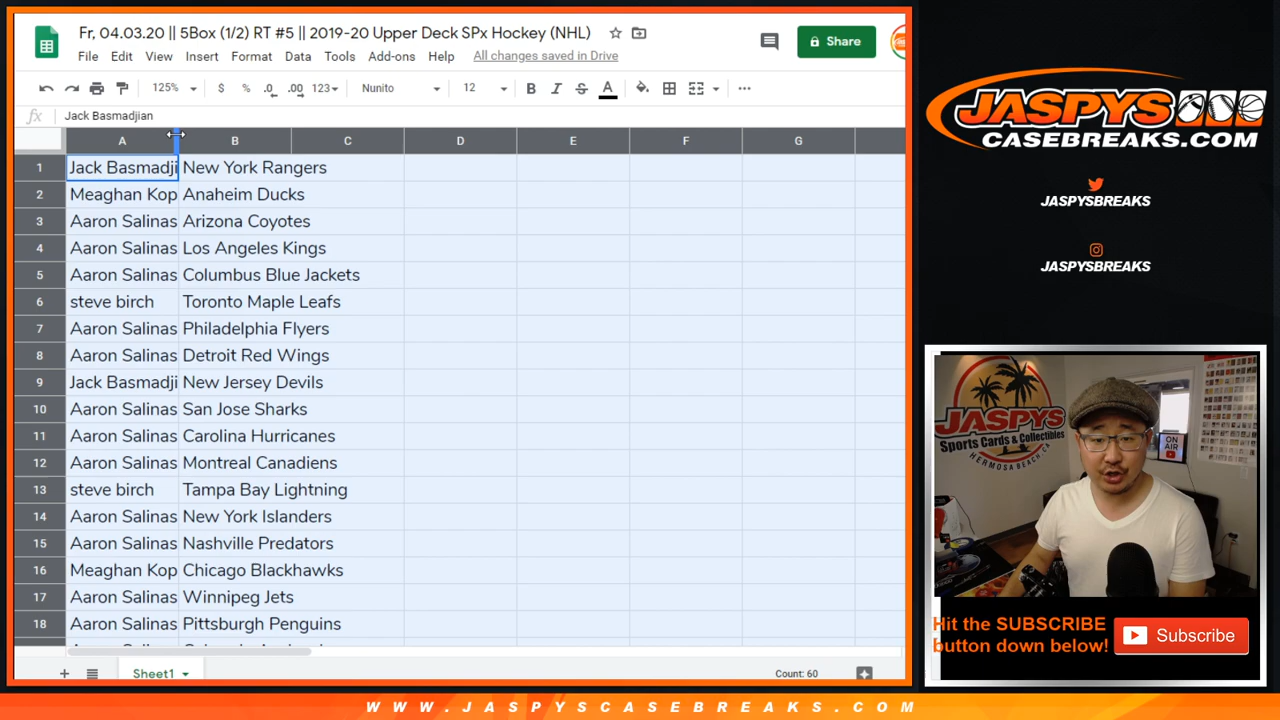 Fr, 04.03.20 || 5Box (1/2) RT #5 || 2019-20 Upper Deck SPx Hockey (NHL)
File Edit View Insert Format Data Tools Add-ons Help All changes saved in Drive
Share
125% $ % .0 .00 123 Nunito 12 B I S A
fx Jack Basmadjian
A B C D E F G
1 Jack Basmadji New York Rangers
2 Meaghan Kop Anaheim Ducks
3 Aaron Salinas Arizona Coyotes
4 Aaron Salinas Los Angeles Kings
5 Aaron Salinas Columbus Blue Jackets
6 steve birch Toronto Maple Leafs
7 Aaron Salinas Philadelphia Flyers
8 Aaron Salinas Detroit Red Wings
9 Jack Basmadji New Jersey Devils
10 Aaron Salinas San Jose Sharks
11 Aaron Salinas Carolina Hurricanes
12 Aaron Salinas Montreal Canadiens
13 steve birch Tampa Bay Lightning
14 Aaron Salinas New York Islanders
15 Aaron Salinas Nashville Predators
16 Meaghan Kop Chicago Blackhawks
17 Aaron Salinas Winnipeg Jets
18 Aaron Salinas Pittsburgh Penguins
Sheet1
Count: 60
JASPYS
CASEBREAKS.COM
JASPYSBREAKS
JASPYSBREAKS
JASPYS
Sports Cards & Collectibles
HERMOSA BEACH, CA
ON
AIR
Hit the SUBSCRIBE
button down below!
Subscribe
WWW.JASPYSCASEBREAKS.COM